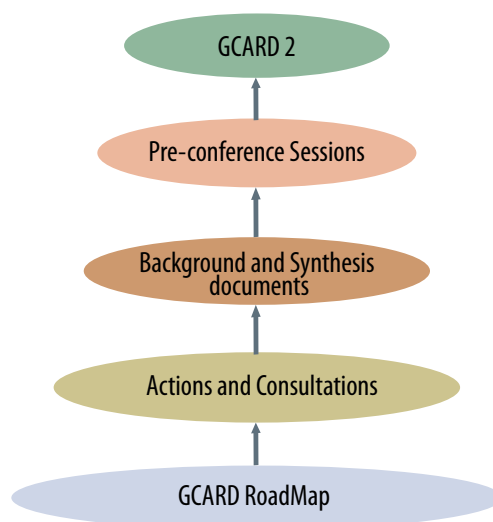 GCARD 2
Pre-conference Sessions
Background and Synthesis
documents
Actions and Consultations
GCARD RoadMap